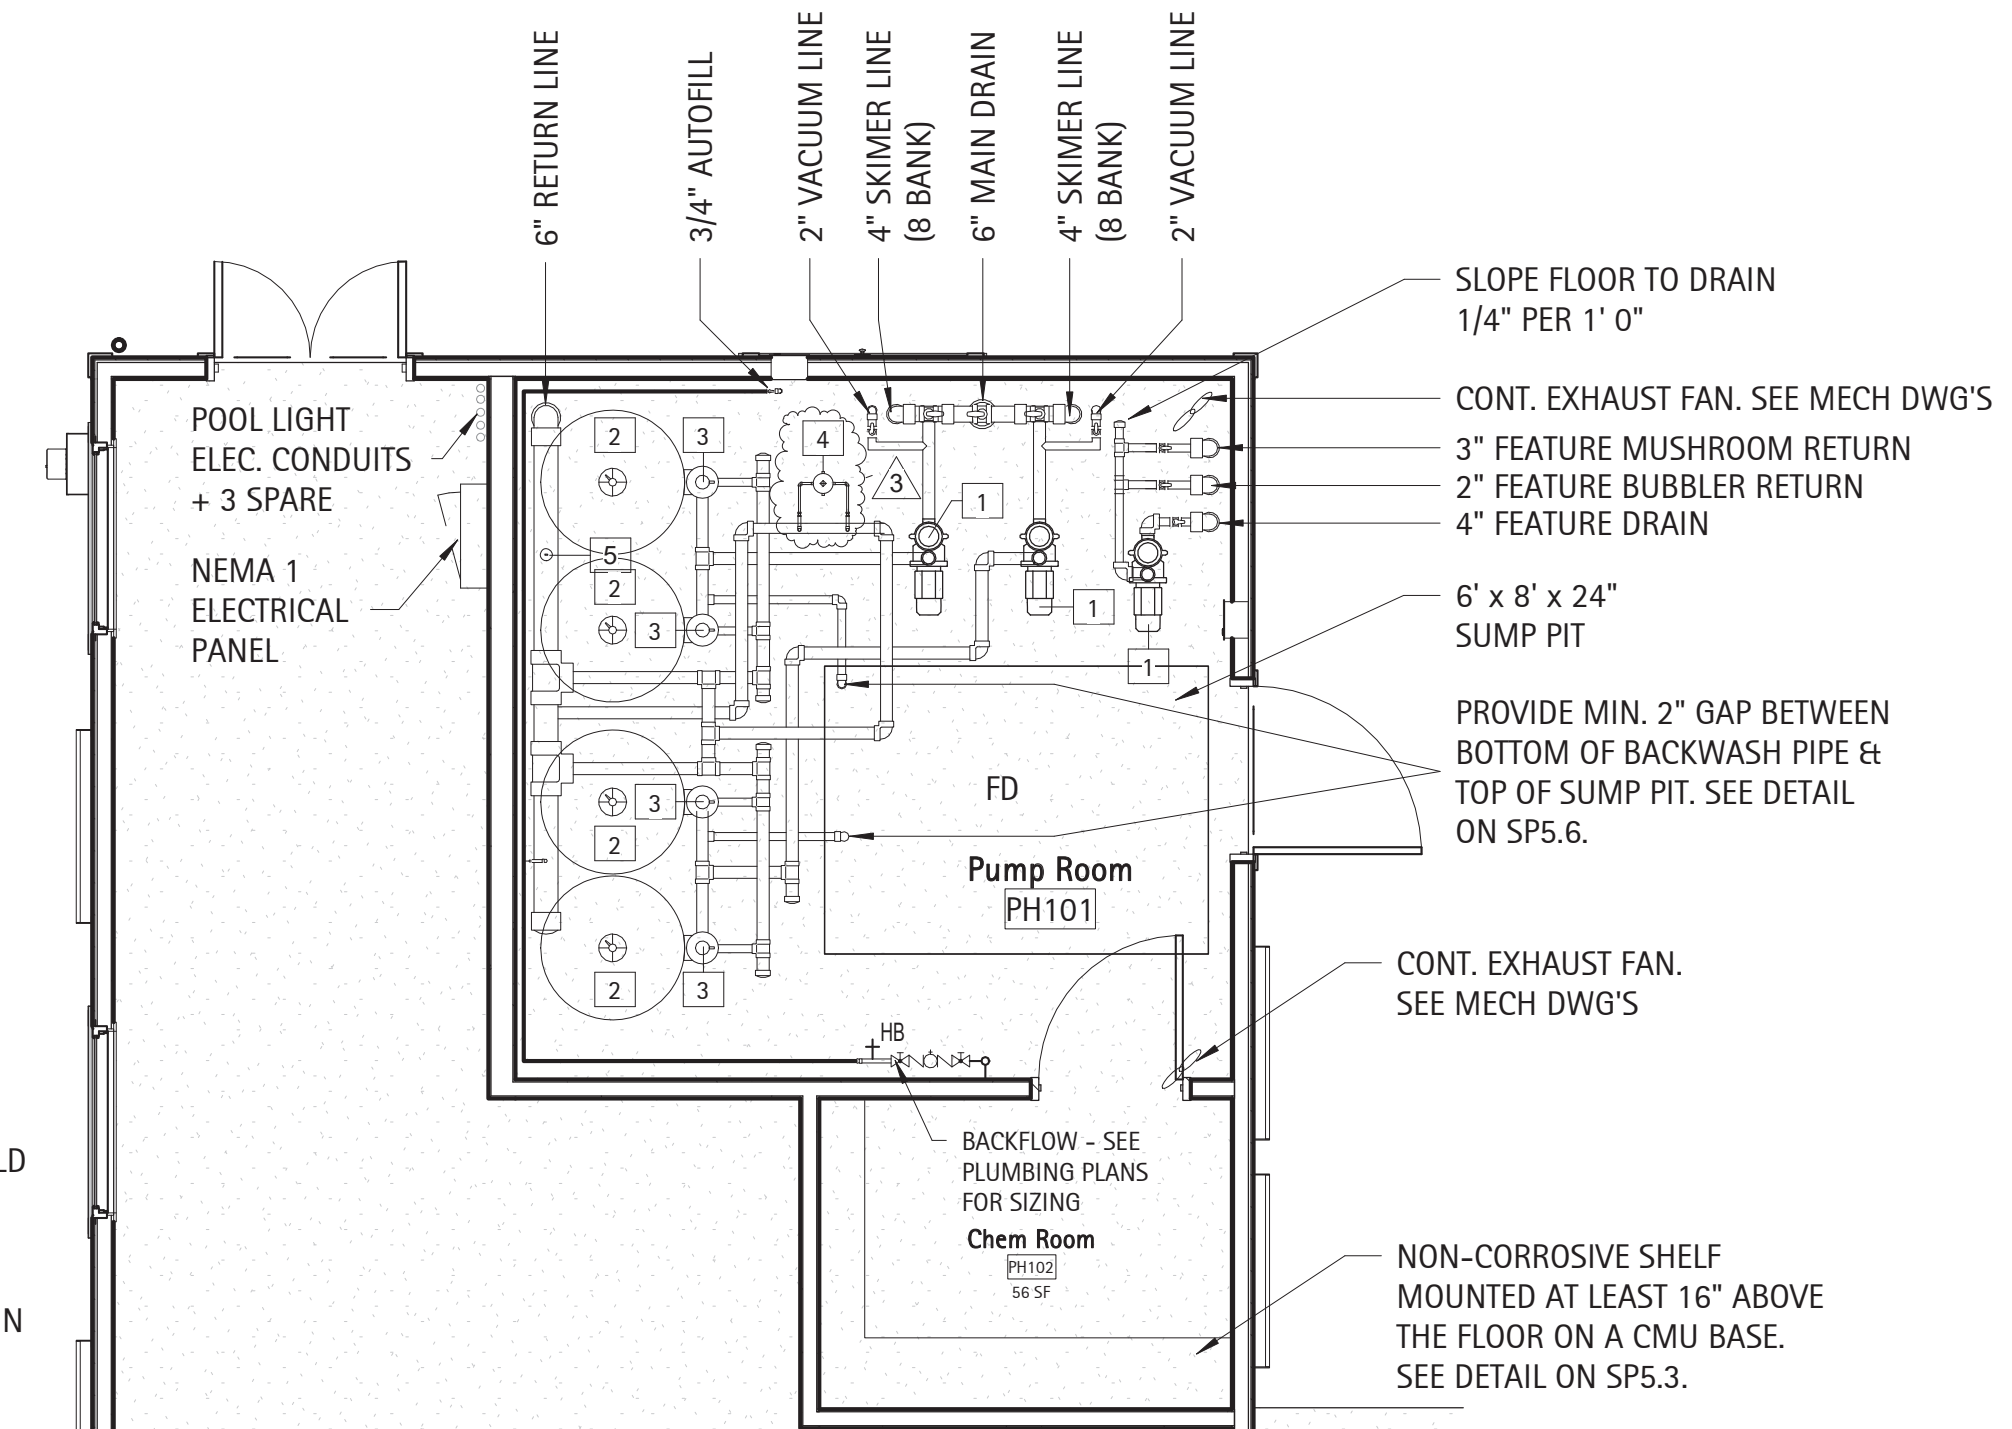 6" RETURN LINE
3/4" AUTOFILL
2" VACUUM LINE
4" SKIMER LINE
(8 BANK)
6" MAIN DRAIN
4" SKIMER LINE
(8 BANK)
2" VACUUM LINE
SLOPE FLOOR TO DRAIN
1/4" PER 1' 0"
CONT. EXHAUST FAN. SEE MECH DWG'S
3" FEATURE MUSHROOM RETURN
2" FEATURE BUBBLER RETURN
4" FEATURE DRAIN
6' x 8' x 24"
SUMP PIT
PROVIDE MIN. 2" GAP BETWEEN
BOTTOM OF BACKWASH PIPE &
TOP OF SUMP PIT. SEE DETAIL
ON SP5.6.
CONT. EXHAUST FAN.
SEE MECH DWG'S
NON-CORROSIVE SHELF
MOUNTED AT LEAST 16" ABOVE
THE FLOOR ON A CMU BASE.
SEE DETAIL ON SP5.3.
POOL LIGHT
ELEC. CONDUITS
+ 3 SPARE
NEMA 1
ELECTRICAL
PANEL
2
3
4
3
1
5
2
3
1
1
3
2
2
3
FD
Pump Room
PH101
HB
BACKFLOW - SEE
PLUMBING PLANS
FOR SIZING
Chem Room
PH102
56 SF
LD
N